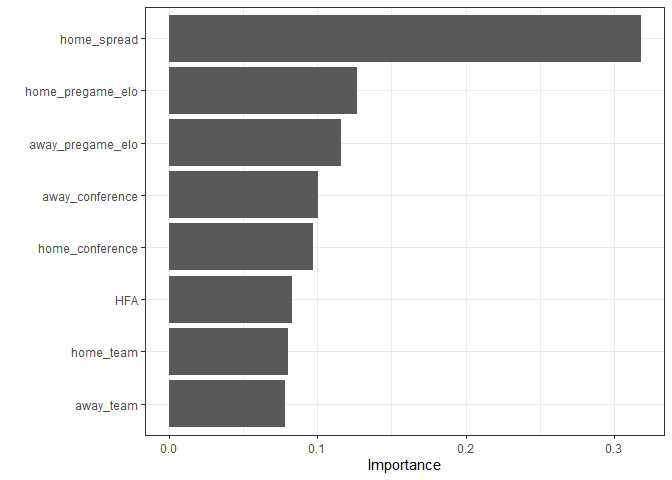 home_spread
home_pregame_elo
away_pregame_elo
away_conference
home_conference
HFA
home_team
away_team
0.0 0.1 0.2 0.3
Importance